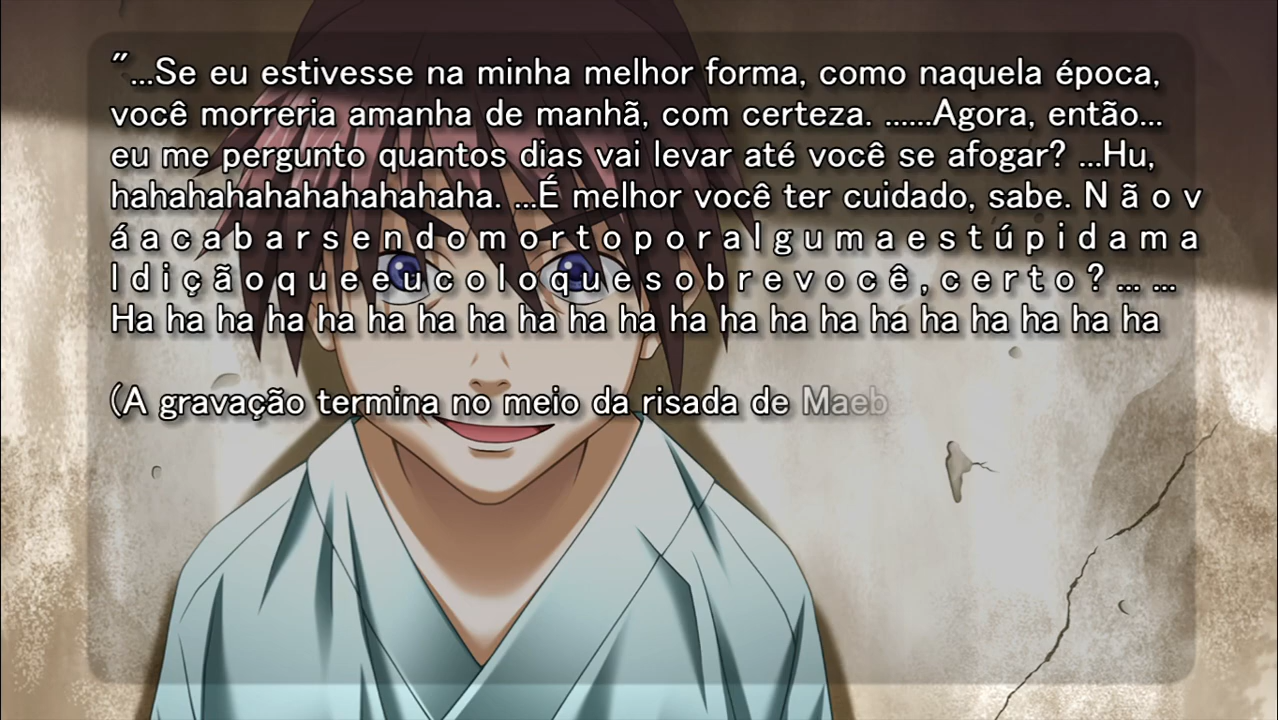 "...Se eu estivesse na minha melhor forma, como naquela época,
você morreria amanha de manhã, com certeza. ......Agora, então...
eu me pergunto quantos dias vai levar até você se afogar? ...Hu,
hahahahahahahahahaha. ...É melhor você ter cuidado, sabe. N ã o v
á a c a b a r s e n d o m o r t o p o r a l g u m a e s t ú p i d a m a
l d i ç ã o q u e e u c o l o q u e s o b r e v o c ê , c e r t o ? ... ...
Ha ha ha ha ha ha ha ha ha ha ha ha ha ha ha ha ha ha ha ha ha
(A gravação termina no meio da risada de Maeb